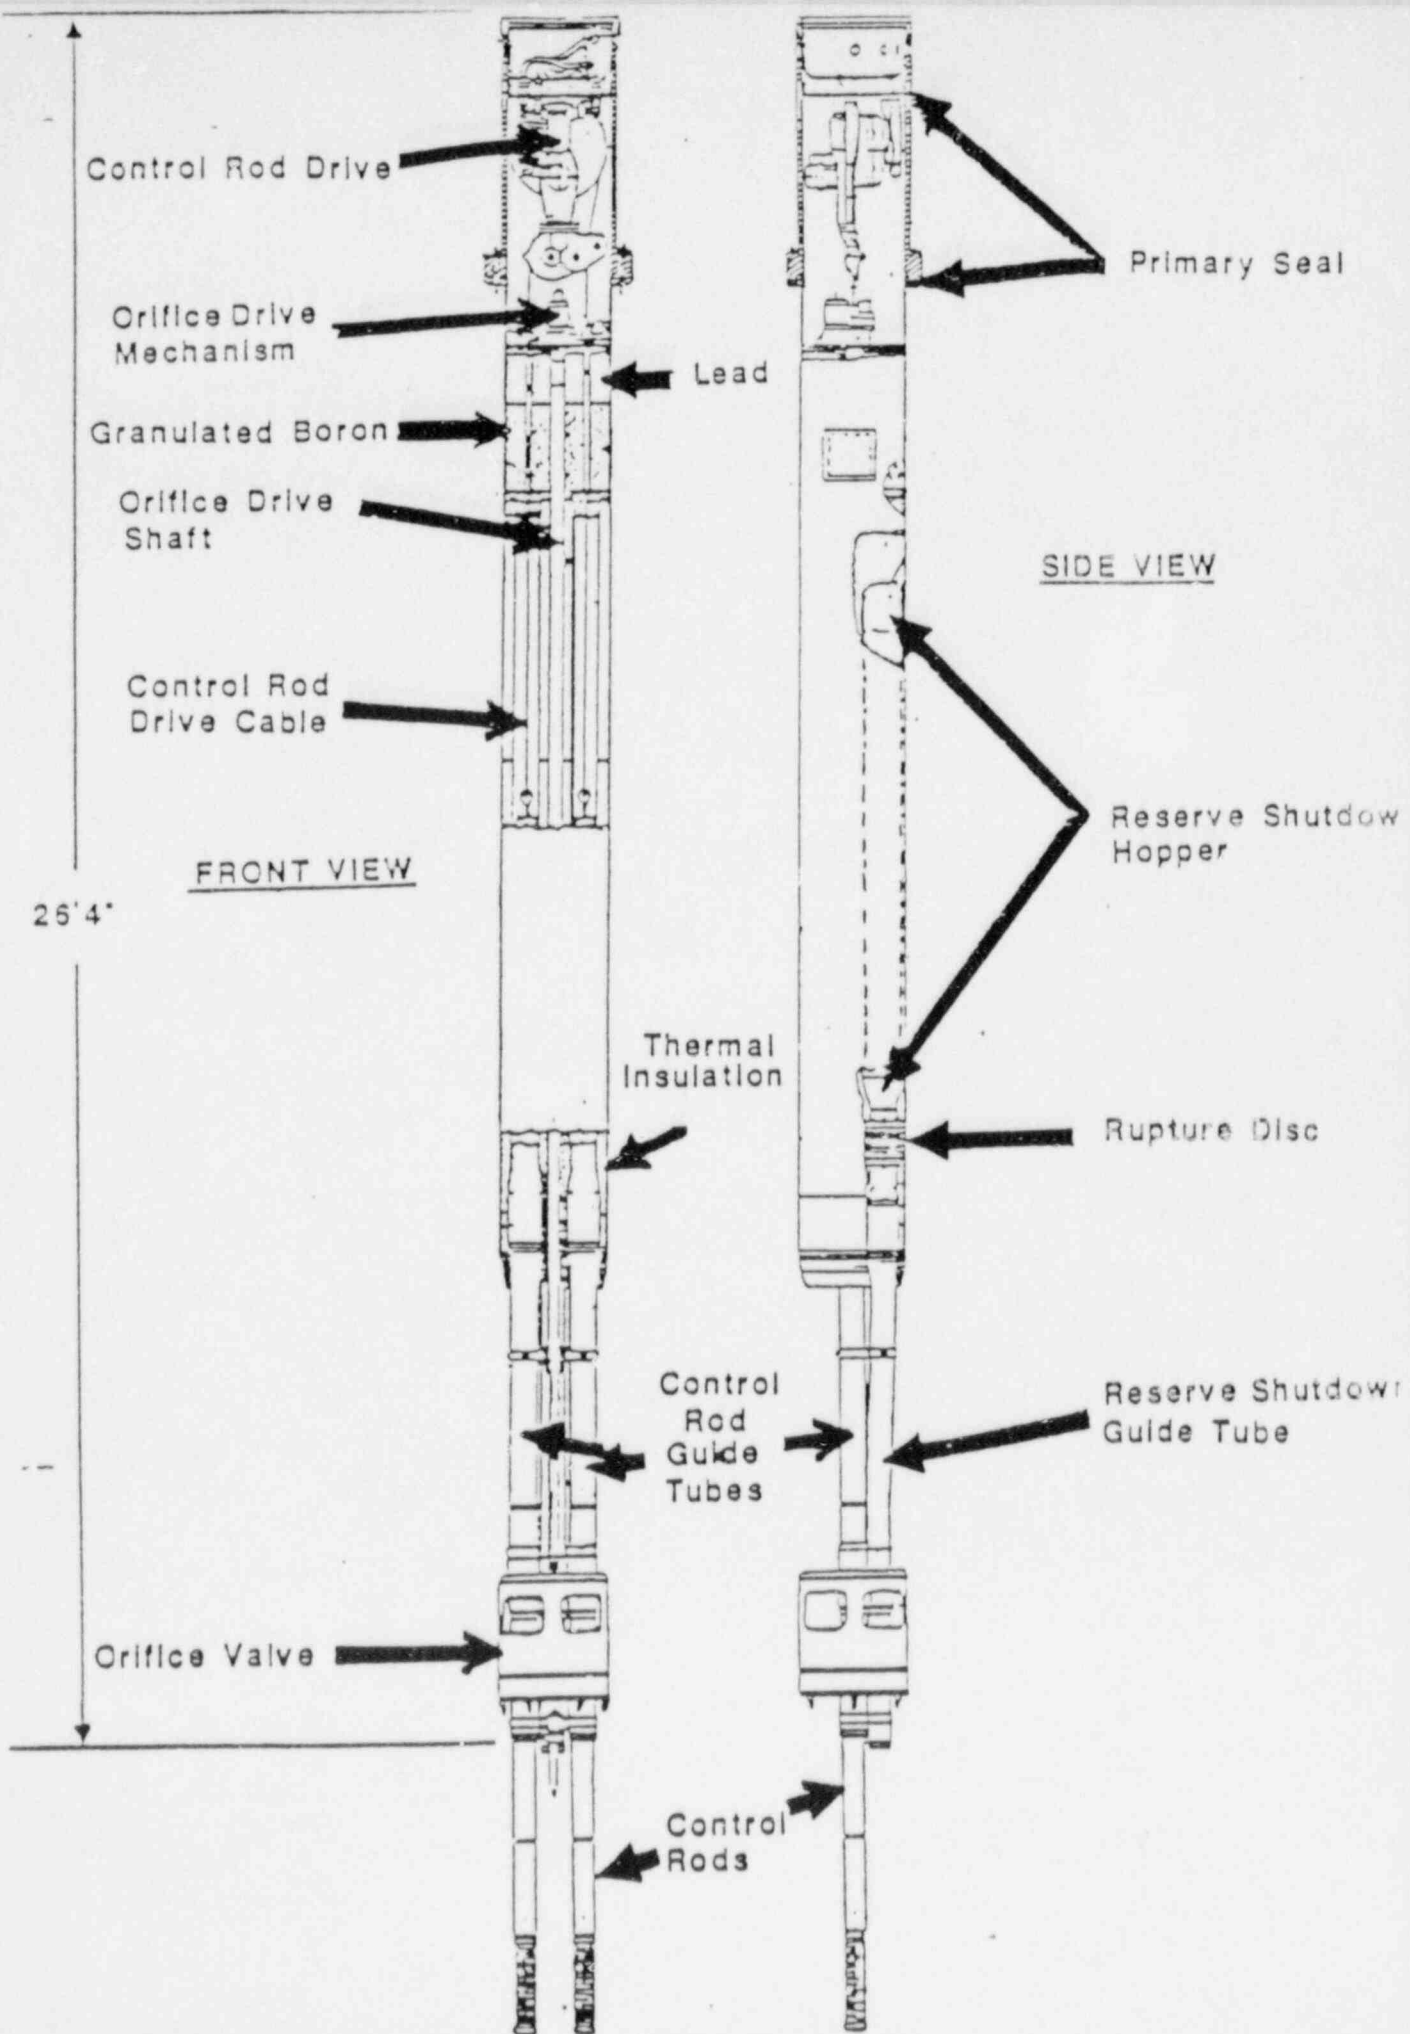 Control Rod Drive
Primary Seal
Orifice Drive
Mechanism
Lead
Granulated Boron
Orifice Drive
Shaft
SIDE VIEW
Control Rod
Drive Cable
Reserve Shutdow
Hopper
FRONT VIEW
26'4"
Thermal
Insulation
Rupture Disc
Control
Rod
Guide
Tubes
Reserve Shutdown
Guide Tube
Orifice Valve
Control
Rods